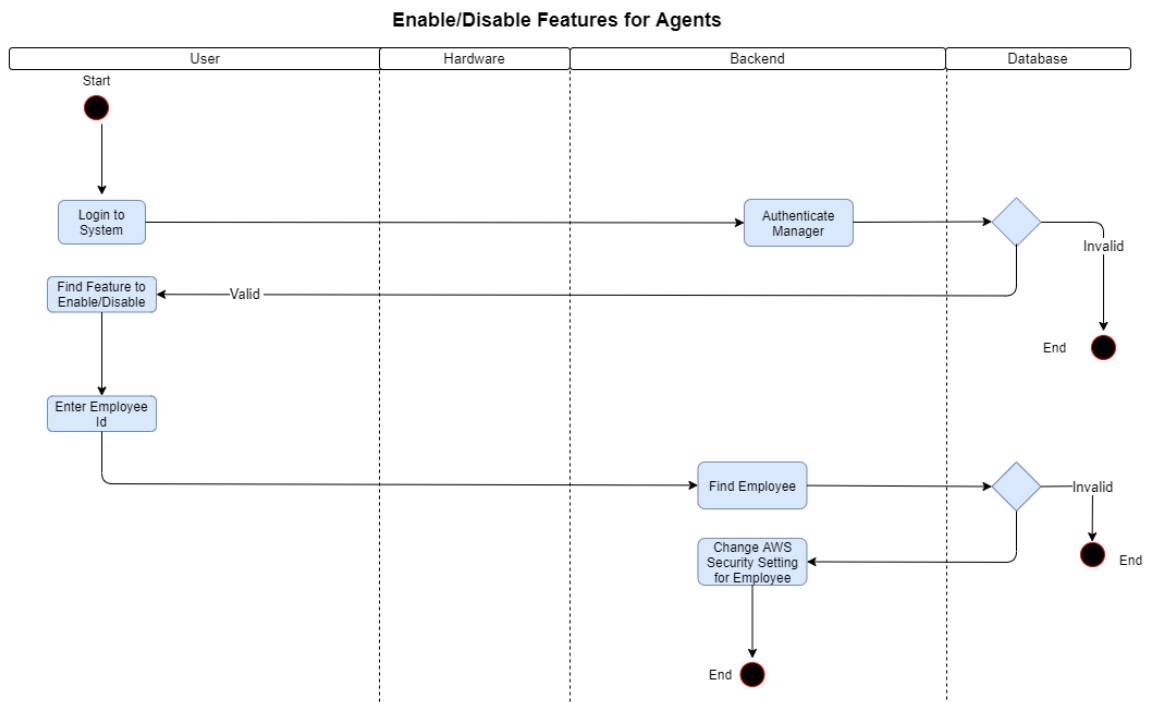 Enable/Disable Features for Agents
User
Hardware
Backend
Database
Start
Login to
System
Authenticate
Manager
Invalid
Find Feature to
Enable/Disable
Valid
End
Enter Employee
Id
Find Employee
Invalid
Change AWS
Security Setting
for Employee
End
End